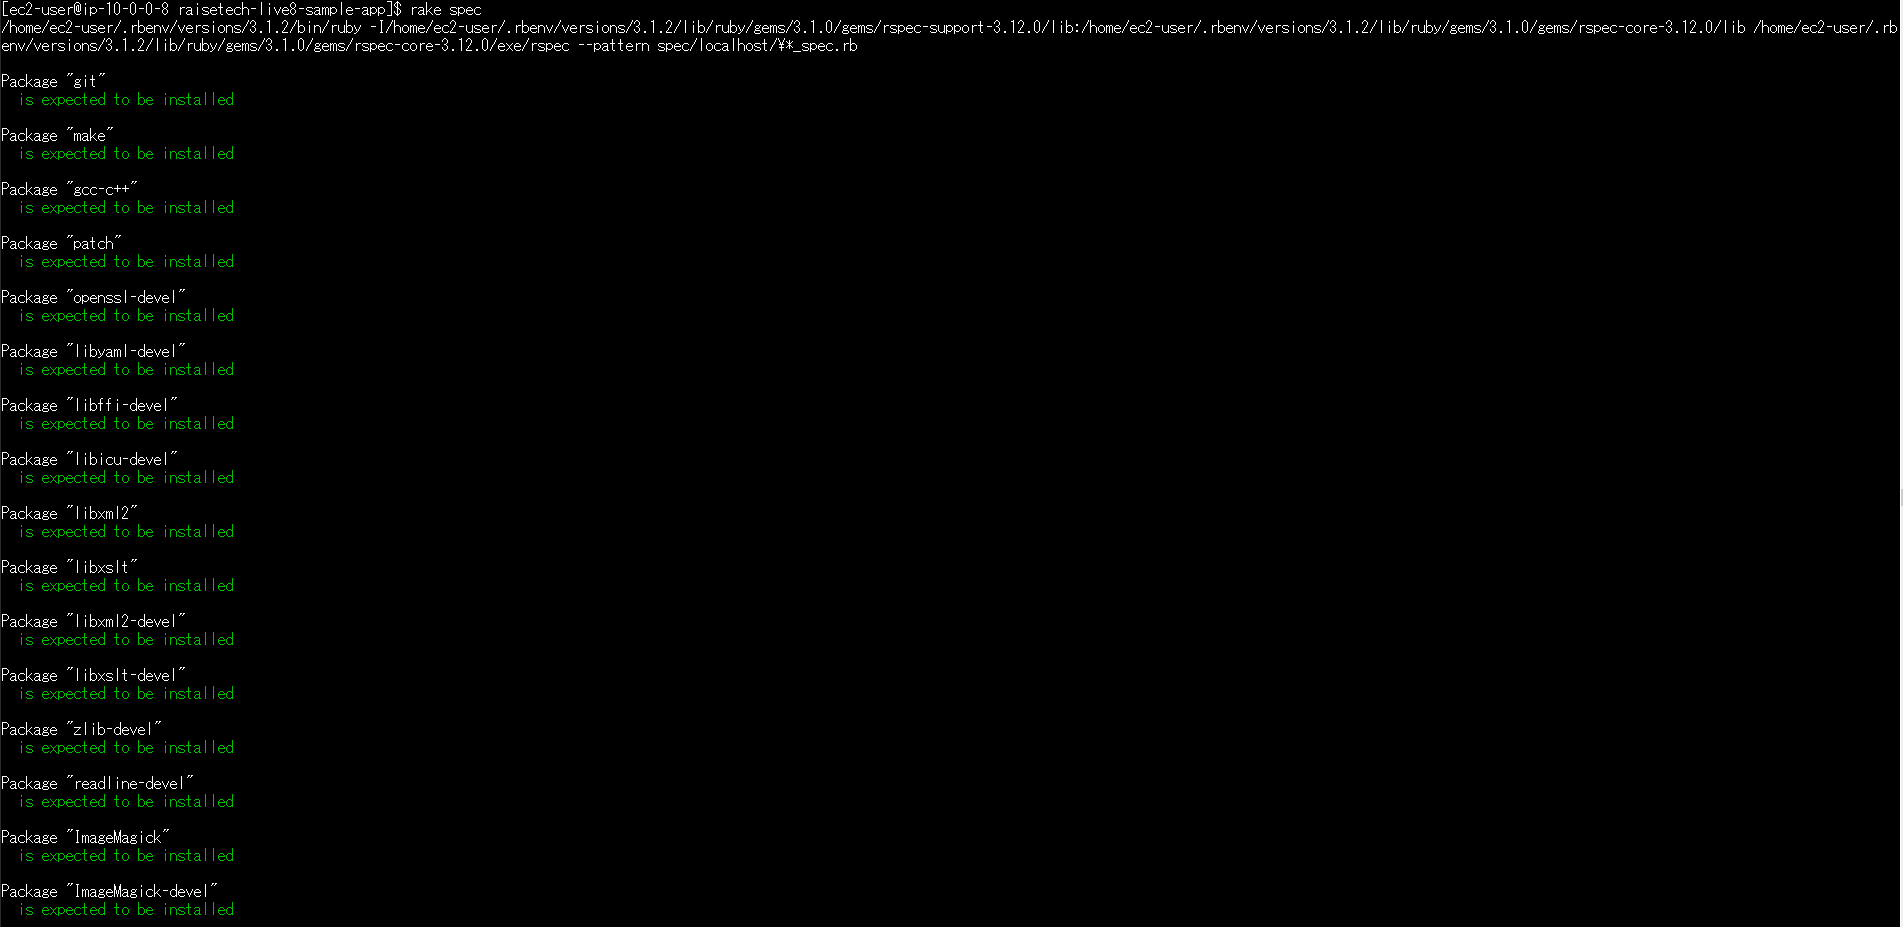 [ec2-user@ip-10-0-0-8 raisetech-live8-sample-app]$ rake spec
/home/ec2-user/.rbenv/versions/3.1.2/bin/ruby -I/home/ec2-user/.rbenv/versions/3.1.2/lib/ruby/gems/3.1.0/gems/rspec-support-3.12.0/lib:/home/ec2-user/.rbenv/versions/3.1.2/lib/ruby/gems/3.1.0/gems/rspec-core-3.12.0/lib /home/ec2-user/.rb
env/versions/3.1.2/lib/ruby/gems/3.1.0/gems/rspec-core-3.12.0/exe/rspec --pattern spec/localhost/¥*_spec.rb
Package "git"
is expected to be installed
Package "make"
is expected to be installed
Package "gcc-c++"
is expected to be installed
Package "patch"
is expected to be installed
Package "openssl-devel"
is expected to be installed
Package "libyaml-devel"
is expected to be installed
Package "libffi-devel"
is expected to be installed
Package "libicu-devel"
is expected to be installed
Package "libxml2"
is expected to be installed
Package "libxslt"
is expected to be installed
Package "libxml2-devel"
is expected to be installed
Package "libxslt-devel"
is expected to be installed
Package "zlib-devel"
is expected to be installed
Package "readline-devel"
is expected to be installed
Package "ImageMagick"
is expected to be installed
Package "ImageMagick-devel"
is expected to be installed